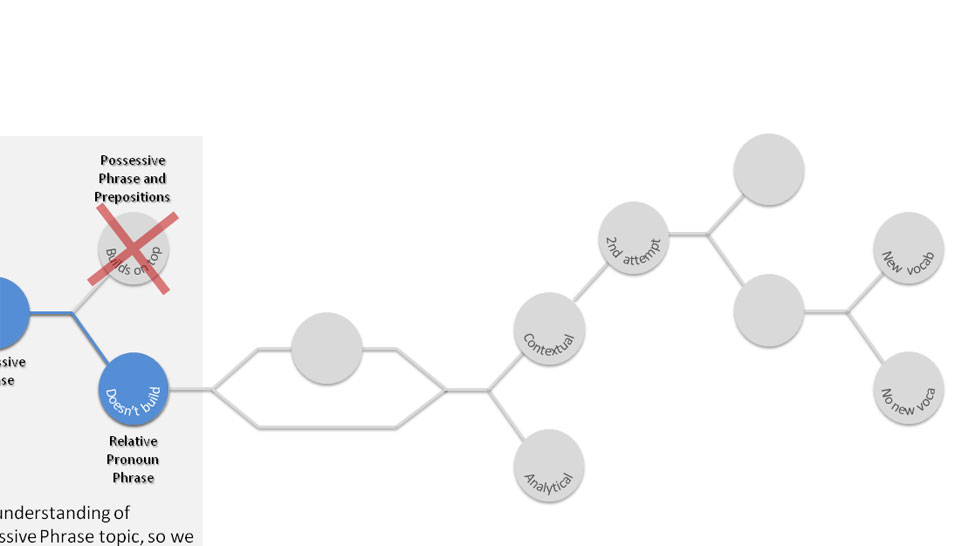 Possessive
Phrase and
Prepositions
Builds on top
ssive
se
Doesn't build
Relative
Pronoun
Phrase
understanding of
ssive Phrase topic, so we
Contextual
Analytical
2nd attempt
New vocab
No new voca